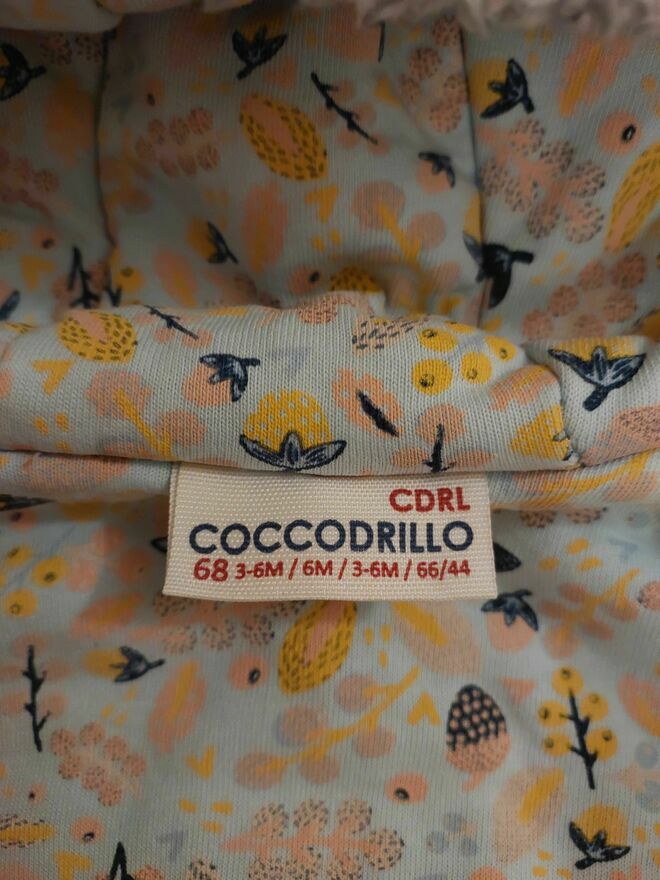 CDRL
COCCODRILLO
68 3-6M / 6M / 3-6M / 66/44